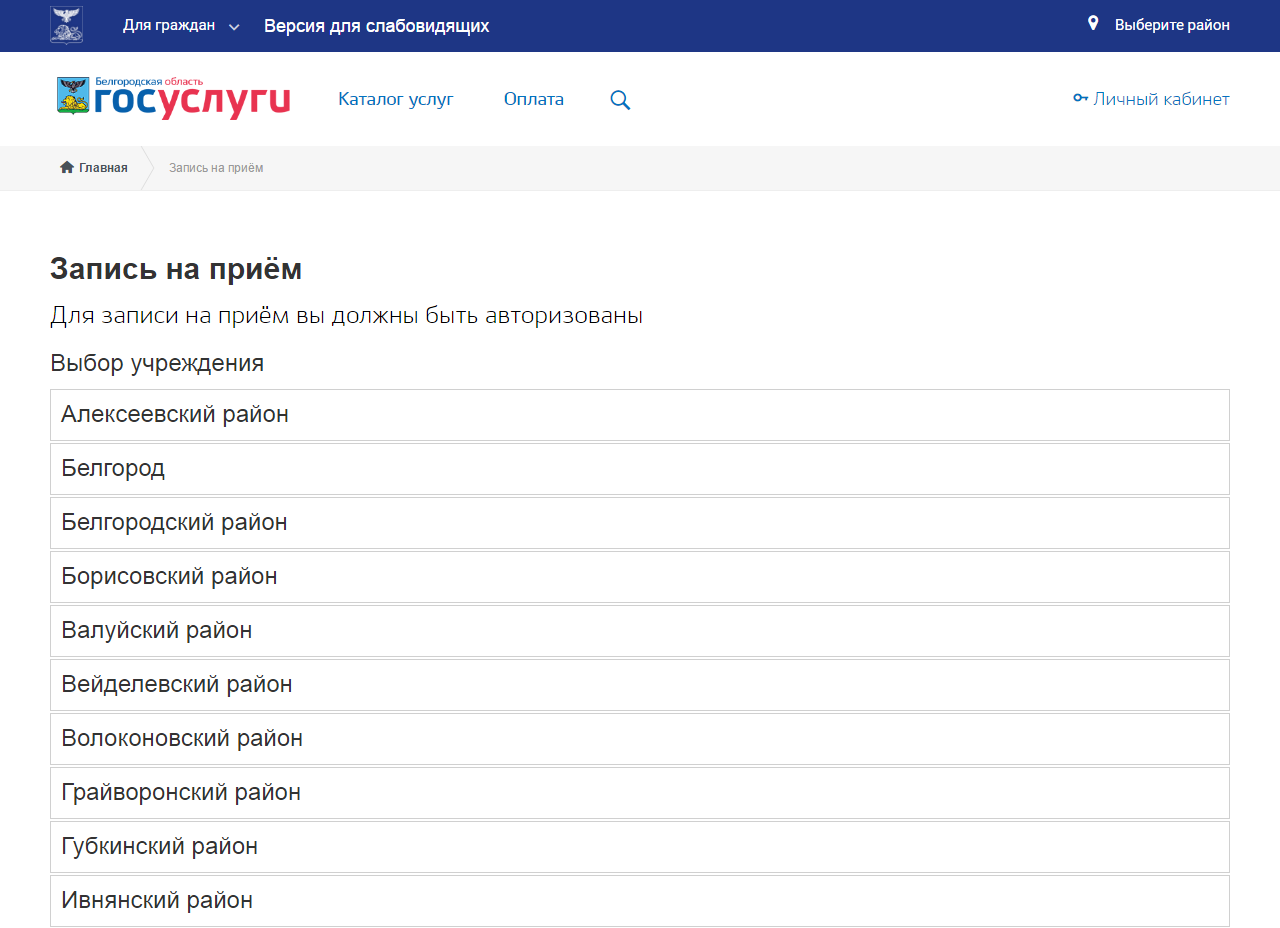 Для граждан
Версия для слабовидящих
Выберите район
Белгородская область
госуслуги
Каталог услуг
Оплата
Личный кабинет
Главная
Запись на приём
Запись на приём
Для записи на приём вы должны быть авторизованы
Выбор учреждения
Алексеевский район
Белгород
Белгородский район
Борисовский район
Валуйский район
Вейделевский район
Волоконовский район
Грайворонский район
Губкинский район
Ивнянский район